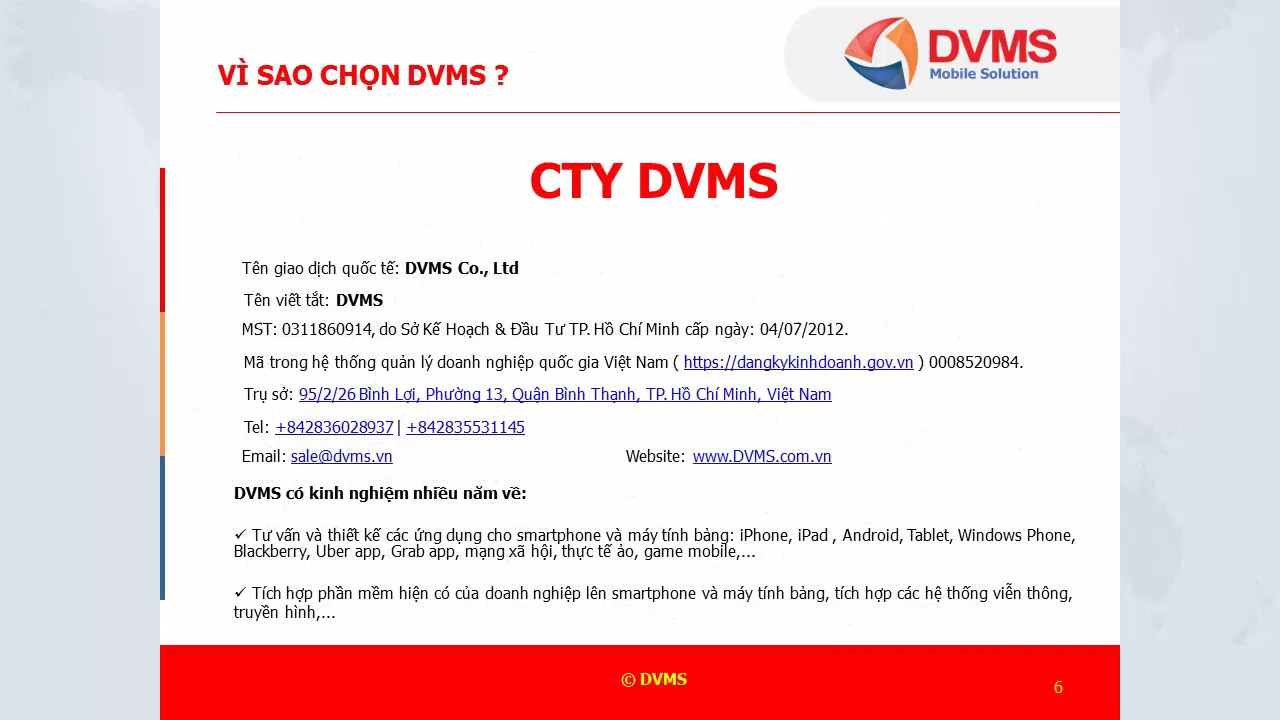 DVMS
Mobile Solution
VÌ SAO CHỌN DVMS ?
CTY DVMS
Tên giao dịch quốc tế: DVMS Co., Ltd
Tên viết tắt: DVMS
MST: 0311860914, do Sở Kế Hoạch & Đầu Tư TP. Hồ Chí Minh cấp ngày: 04/07/2012.
Mã trong hệ thống quản lý doanh nghiệp quốc gia Việt Nam ( https://dangkykinhdoanh.gov.vn ) 0008520984.
Trụ sở: 95/2/26 Bình Lợi, Phường 13, Quận Bình Thạnh, TP. Hồ Chí Minh, Việt Nam
Tel: +842836028937 | +842835531145
Email: sale@dvms.vn Website: www.DVMS.com.vn
DVMS có kinh nghiệm nhiều năm về:
✓ Tư vấn và thiết kế các ứng dụng cho smartphone và máy tính bảng: iPhone, iPad , Android, Tablet, Windows Phone,
Blackberry, Uber app, Grab app, mạng xã hội, thực tế ảo, game mobile,...
✓ Tích hợp phần mềm hiện có của doanh nghiệp lên smartphone và máy tính bảng, tích hợp các hệ thống viễn thông,
truyền hình,...
© DVMS
6